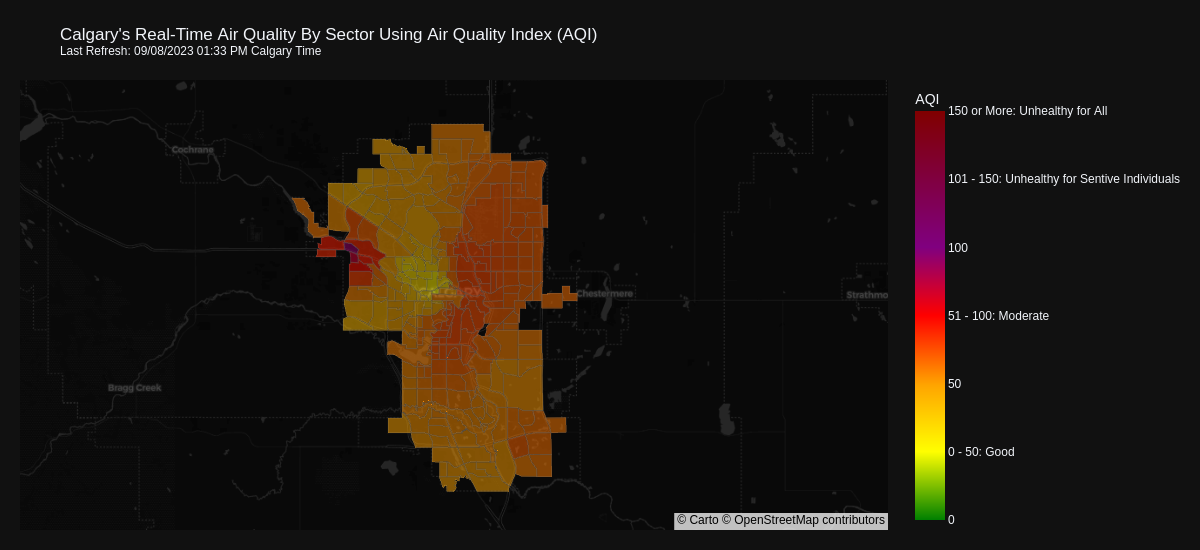 Calgary's Real-Time Air Quality By Sector Using Air Quality Index (AQI)
Last Refresh: 09/08/2023 01:33 PM Calgary Time
AQI
150 or More: Unhealthy for All
Cochrane
101 - 150: Unhealthy for Sentive Individuals
100
CALGARY
Chestermere
Strathmo
51 - 100: Moderate
50
Bragg Creek
0 - 50: Good
0
© Carto © OpenStreetMap contributors